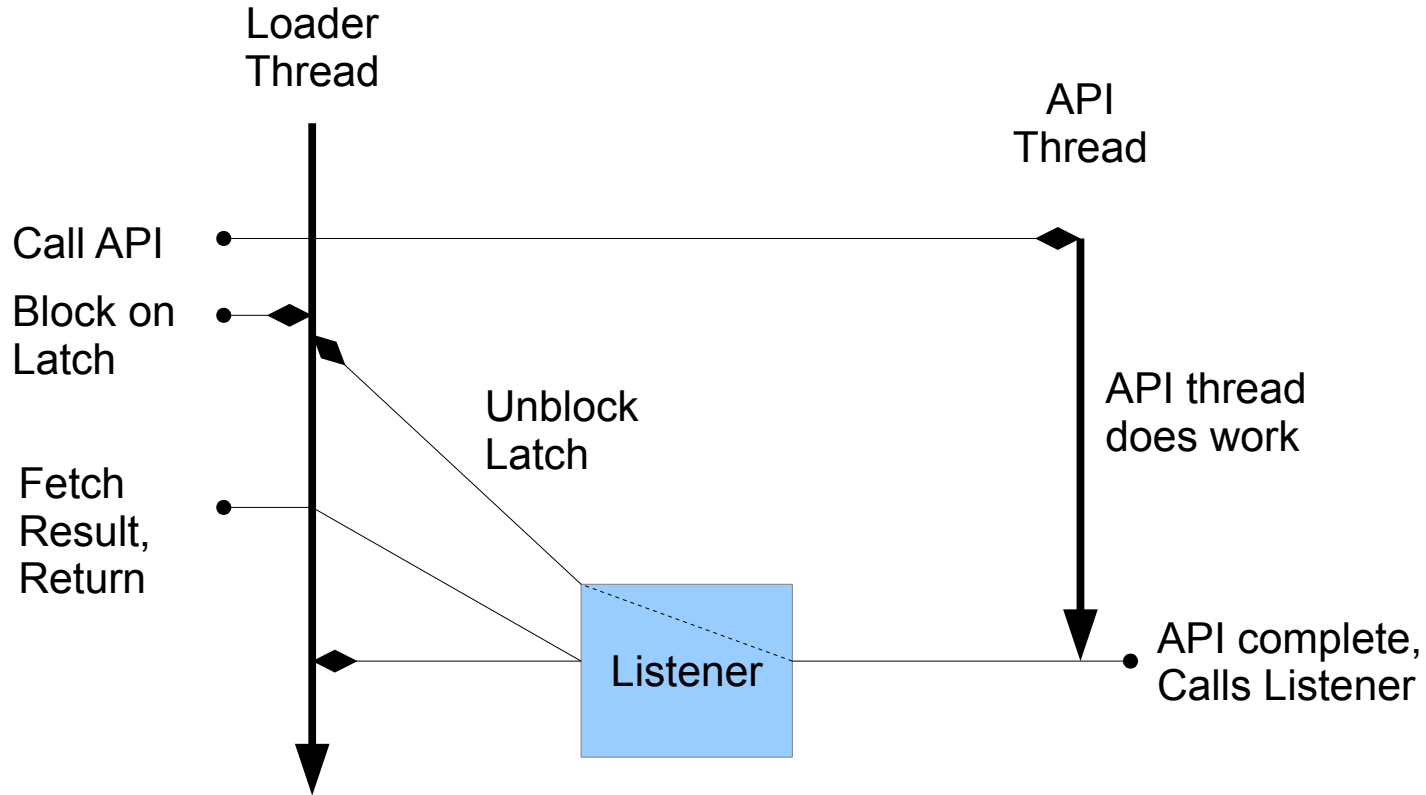 Loader
Thread
API
Thread
Call API
Block on
Latch
Unblock
Latch
API thread
does work
Fetch
Result,
Return
Listener
API complete,
Calls Listener